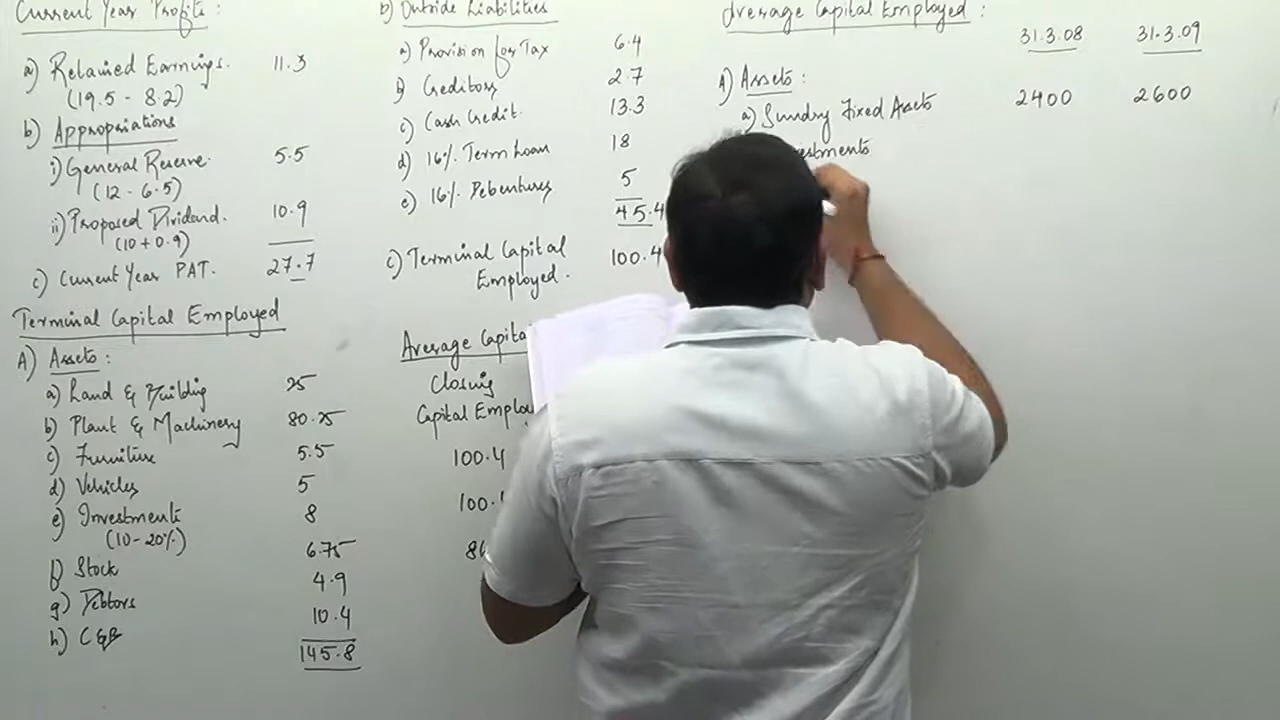 Current Year Profits :
a) Retained Earnings. 11.3
(19.5 - 8.2)
b) Appropriations
i) General Reserve. 5.5
(12 - 6.5)
ii) Proposed Dividend. 10.9
(10 + 0.9)
c) Current Year PAT. 27.7
Terminal Capital Employed
A) Assets :
a) Land & Building 25
b) Plant & Machinery 80.25
c) Furniture 5.5
d) Vehicles 5
e) Investments 8
(10 - 20%)
f) Stock 6.75
g) Debtors 4.9
h) C&B 10.4
145.8
b) Outside Liabilities
a) Provision for Tax 6.4
b) Creditors 2.7
c) Cash Credit. 13.3
d) 16% Term Loan 18
e) 16% Debentures 5
45.4
c) Terminal Capital 100.4
Employed.
Average Capita
Closing
Capital Emplo
100.4
100.
8
Average Capital Employed :
31.3.08 31.3.09
A) Assets :
a) Sundry Fixed Assets 2400 2600
estments